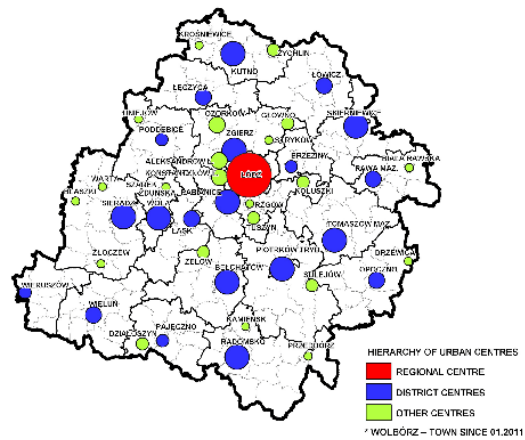 KROŚNIEWICE
ŻYCHLIN
KUTNO
ŁOWICZ
ŁĘCZYCA
UNIEJÓW
OZORKÓW
GŁOWNO
SKIERNIEWICE
PODDĘBICE
ZGIERZ
STRYKÓW
ALEKSANDRÓW Ł.
BRZEZINY
BIAŁA RAWSKA
KONSTANTYNÓW
ŁÓDŹ
RAWA MAZ.
WARTA
SZADEK
PABIANICE
KOLUSZKI
BŁASZKI
ZDUŃSKA
RZGÓW
SIERADZ
WOLA
TUSZYN
ŁASK
TOMASZÓW MAZ.
ZŁOCZEW
ZELÓW
PIOTRKÓW TRYB.
DRZEWICA
BEŁCHATÓW
SULEJÓW
OPOCZNO
WIERUSZÓW
WIELUŃ
KAMIEŃSK
DZIAŁOSZYN
PAJĘCZNO
RADOMSKO
PRZEDBÓRZ
HIERARCHY OF URBAN CENTRES
REGIONAL CENTRE
DISTRICT CENTRES
OTHER CENTRES
* WOLBÓRZ – TOWN SINCE 01.2011